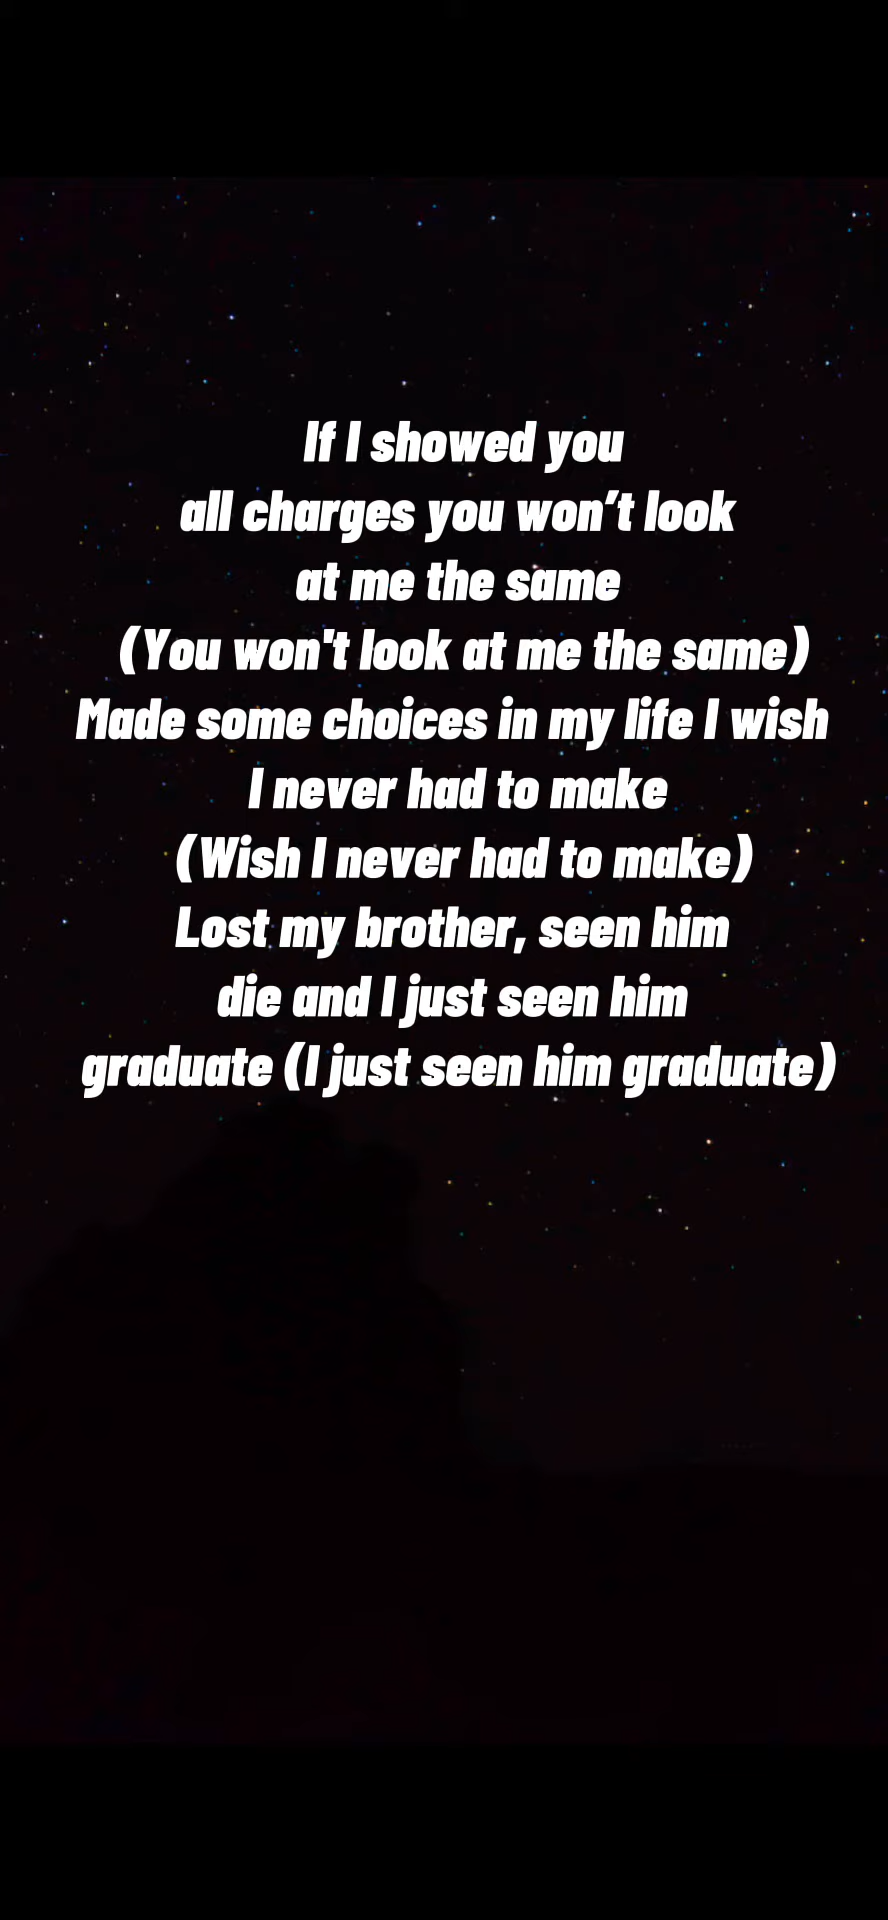 If I showed you
all charges you won’t look
at me the same
(You won't look at me the same)
Made some choices in my life I wish
I never had to make
(Wish I never had to make)
Lost my brother, seen him
die and I just seen him
graduate (I just seen him graduate)